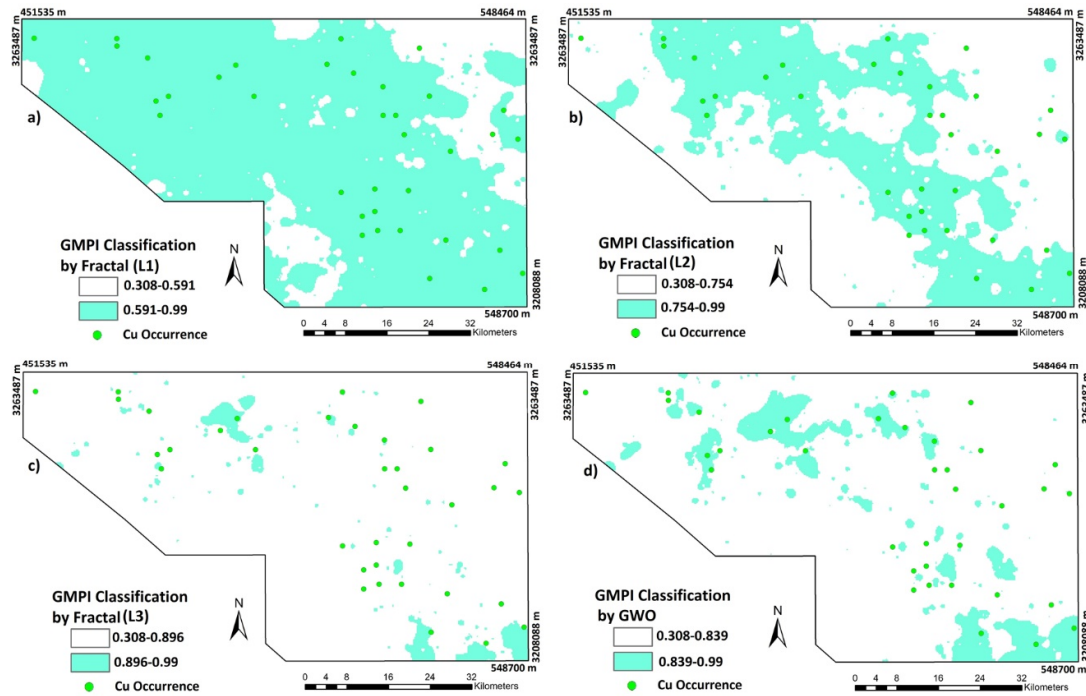 451535 m
548464 m
3263487 m
3263487 m
a)
GMPI Classification
by Fractal (L1)
0.308-0.591
0.591-0.99
Cu Occurrence
N
0 4 8 16 24 32
Kilometers
3208088 m
548700 m
451535 m
548464 m
3263487 m
3263487 m
b)
GMPI Classification
by Fractal (L2)
0.308-0.754
0.754-0.99
Cu Occurrence
N
0 4 8 16 24 32
Kilometers
3208088 m
548700 m
451535 m
548464 m
3263487 m
3263487 m
c)
GMPI Classification
by Fractal (L3)
0.308-0.896
0.896-0.99
Cu Occurrence
N
0 4 8 16 24 32
Kilometers
3208088 m
548700 m
451535 m
548464 m
3263487 m
3263487 m
d)
GMPI Classification
by GWO
0.308-0.839
0.839-0.99
Cu Occurrence
N
0 4 8 16 24 32
Kilometers
3208088 m
548700 m